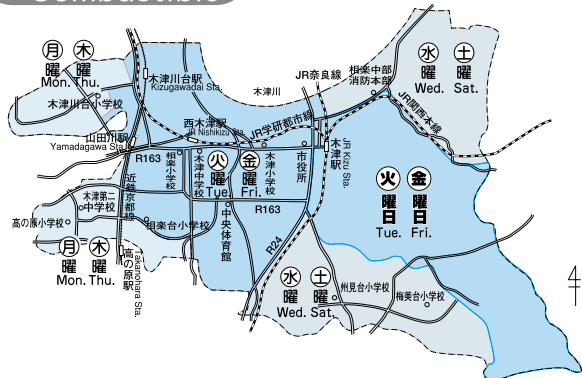 Combustible
月 木
曜 曜
Mon. Thu.
木津川台小学校
木津川台駅
Kizugawadai Sta.
木津川
JR奈良線
相楽中部
消防本部
水 土
曜 曜
Wed. Sat.
JR関西本線
山田川駅
Yamadagawa Sta.
西木津駅
JR Nishikizu Sta.
JR学研都市線
R163
相楽小学校
木津中学校
火 金
曜 曜
Tue. Fri.
木津小学校
市役所
木津駅
JR Kizu Sta.
近鉄京都線
木津第二
中学校
高の原小学校
相楽台小学校
中央体育館
R163
R24
火 金
曜 曜
日 日
Tue. Fri.
月 木
曜 曜
Mon. Thu.
高の原駅
Takanohara Sta.
水 土
曜 曜
Wed. Sat.
州見台小学校
梅美台小学校
4